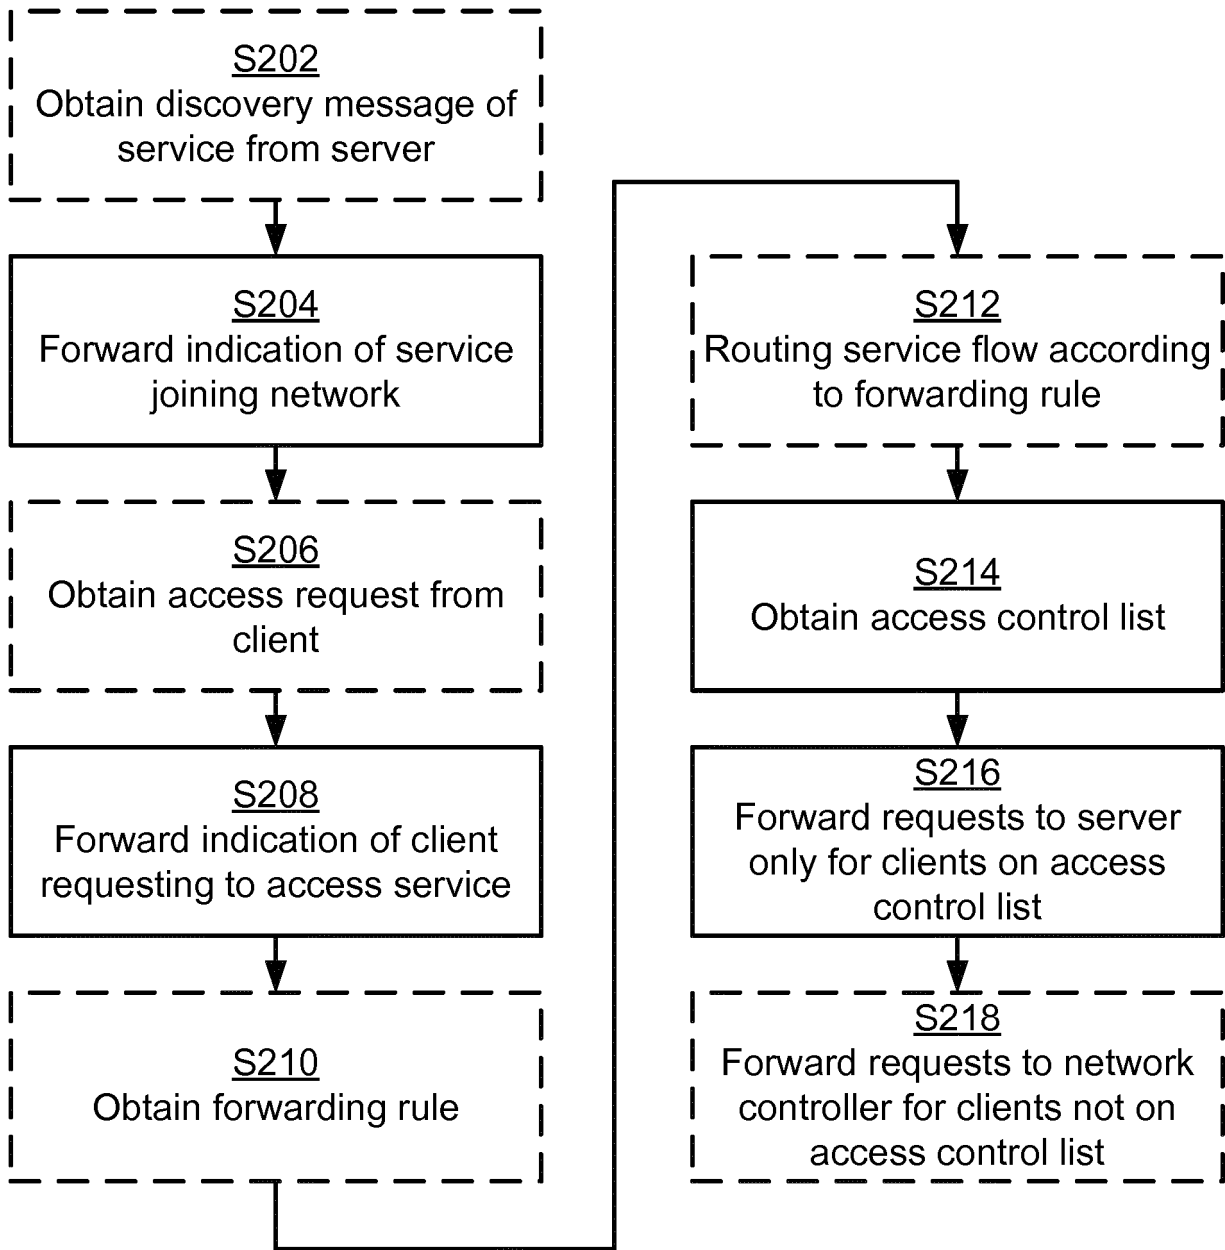 S202
Obtain discovery message of
service from server
S204
Forward indication of service
joining network
S206
Obtain access request from
client
S208
Forward indication of client
requesting to access service
S210
Obtain forwarding rule
S212
Routing service flow according
to forwarding rule
S214
Obtain access control list
S216
Forward requests to server
only for clients on access
control list
S218
Forward requests to network
controller for clients not on
access control list